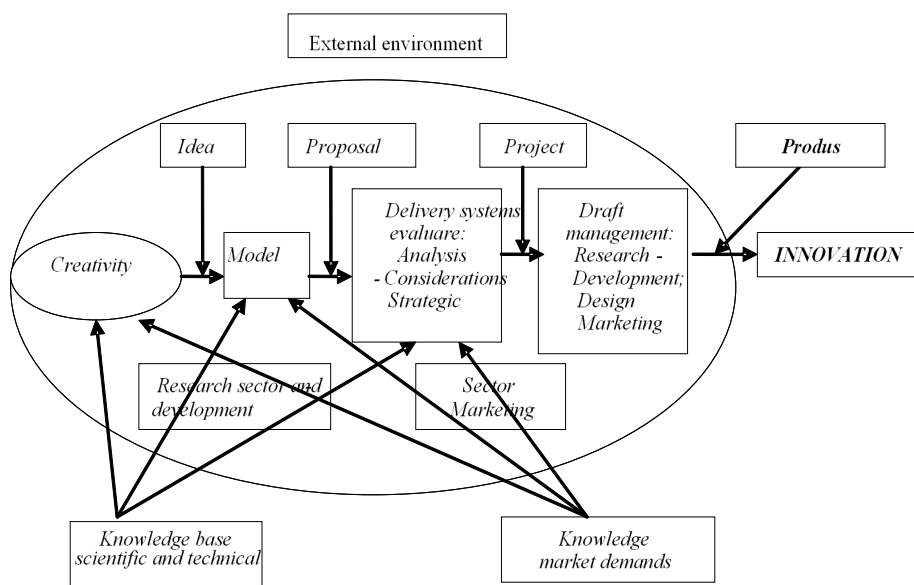 External environment
Idea
Proposal
Project
Produs
Creativity
Model
Delivery systems
evaluare:
Analysis
- Considerations
Strategic
Draft
management:
Research -
Development;
Design
Marketing
INNOVATION
Research sector and
development
Sector
Marketing
Knowledge base
scientific and technical
Knowledge
market demands